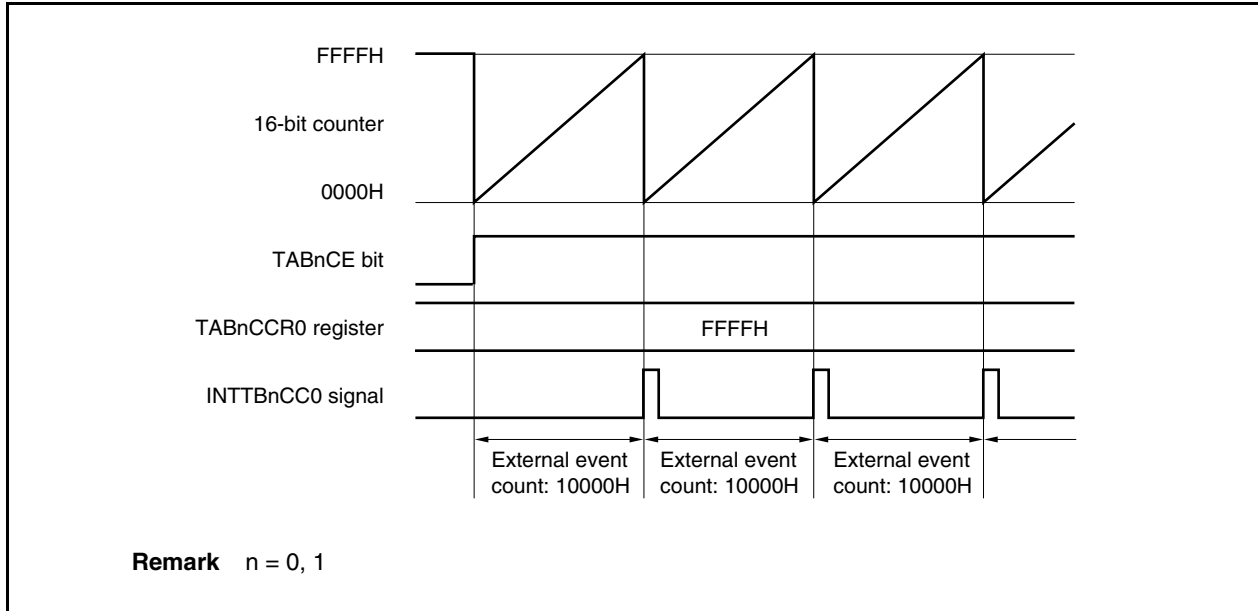 FFFFH
16-bit counter
0000H
TABnCE bit
TABnCCR0 register
FFFFH
INTTBnCC0 signal
External event
count: 10000H
External event
count: 10000H
External event
count: 10000H
Remark n = 0, 1